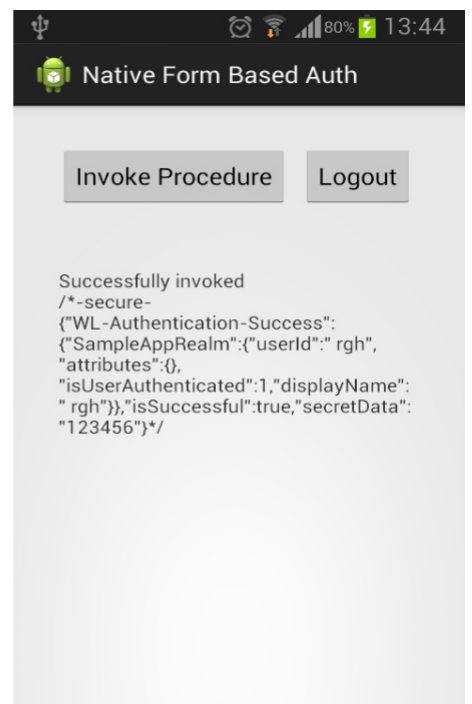 80% 13:44
Native Form Based Auth
Invoke Procedure Logout
Successfully invoked
/*-secure-
{"WL-Authentication-Success":
{"SampleAppRealm":{"userId":" rgh",
"attributes":{},
"isUserAuthenticated":1,"displayName":
" rgh"}},"isSuccessful":true,"secretData":
"123456"}*/